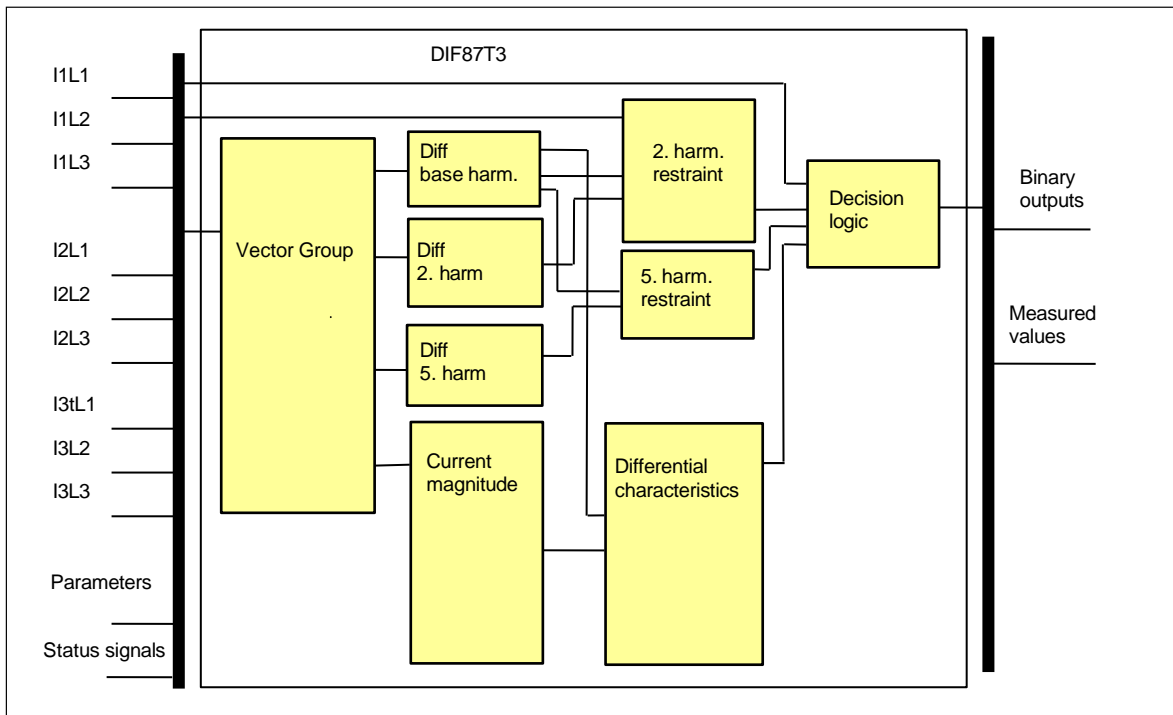 DIF87T3
I1L1
I1L2
I1L3
I2L1
I2L2
I2L3
I3tL1
I3L2
I3L3
Parameters
Status signals
Vector Group
Diff
base harm.
Diff
2. harm
Diff
5. harm
Current
magnitude
2. harm.
restraint
5. harm.
restraint
Differential
characteristics
Decision
logic
Binary
outputs
Measured
values